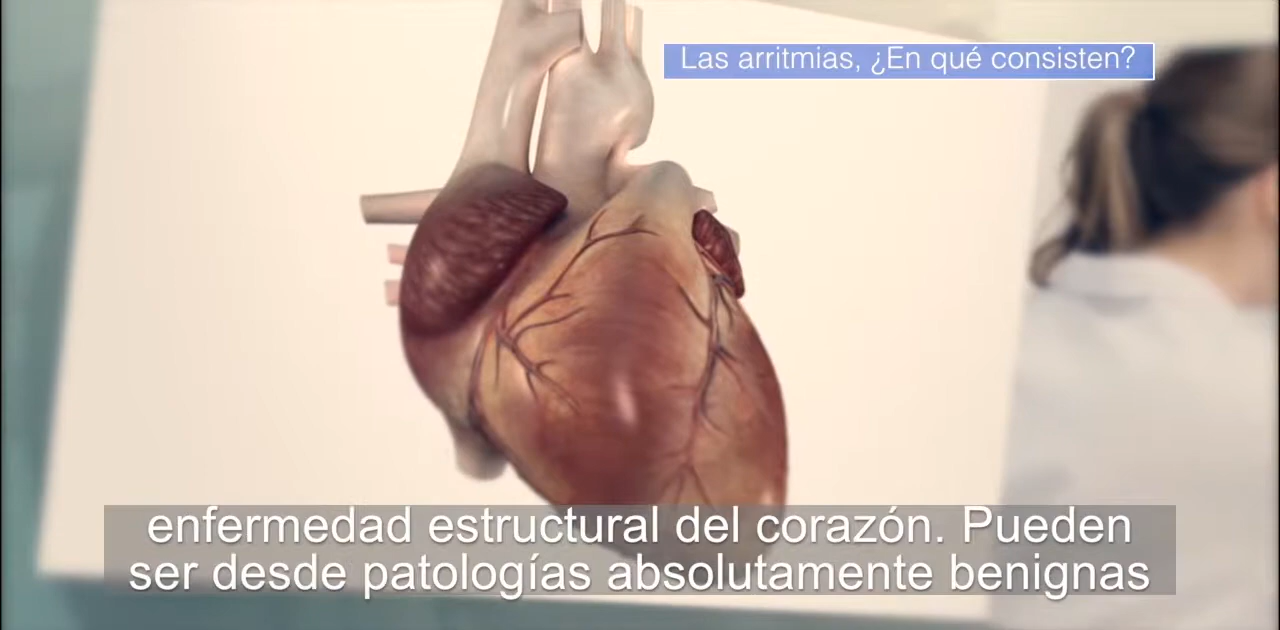 Las arritmias, ¿En qué consisten?
enfermedad estructural del corazón. Pueden
ser desde patologías absolutamente benignas